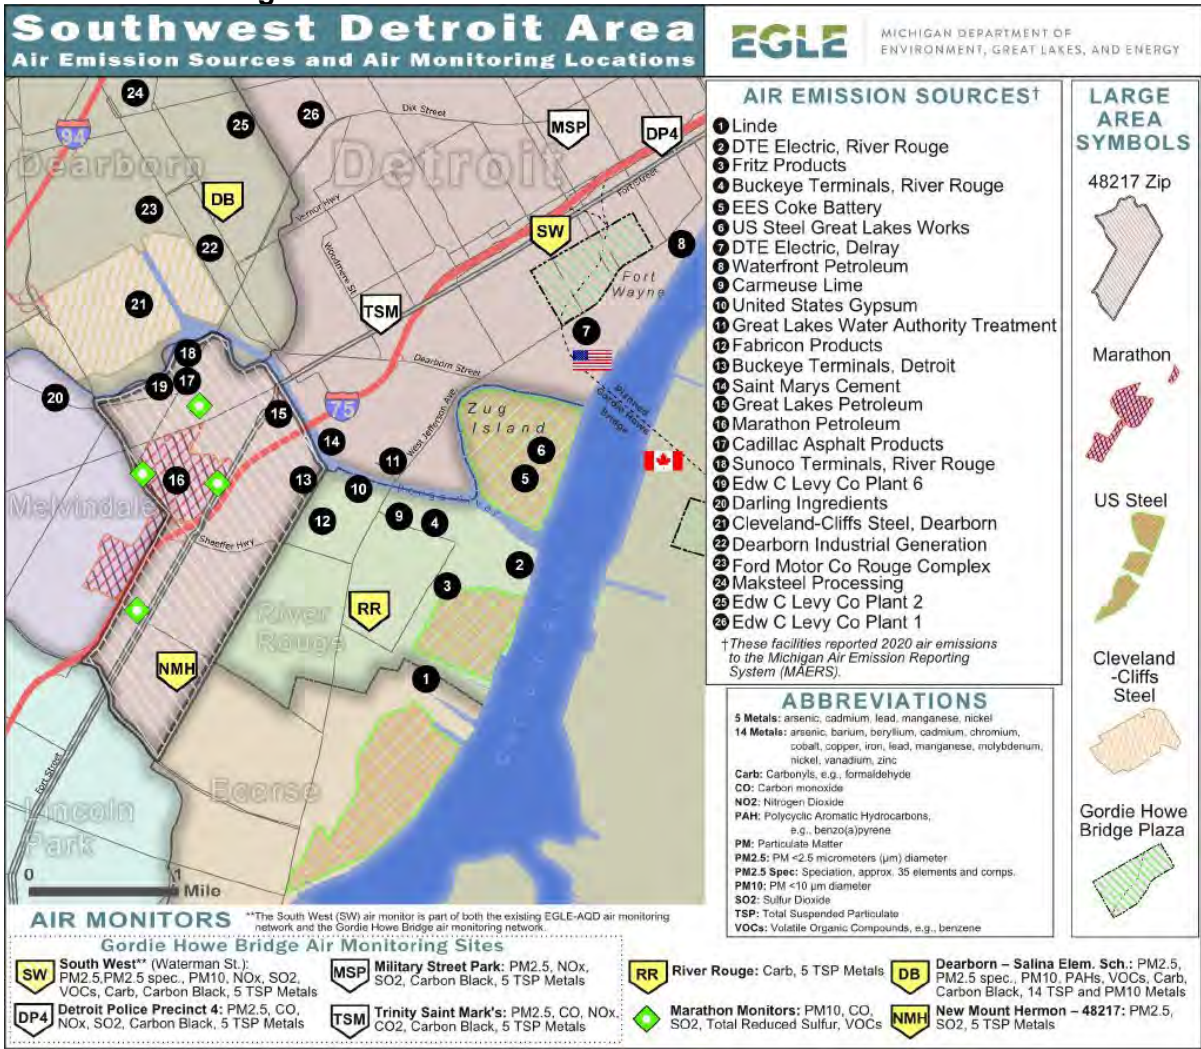 Southwest Detroit Area
Air Emission Sources and Air Monitoring Locations
EGLE
MICHIGAN DEPARTMENT OF
ENVIRONMENT, GREAT LAKES, AND ENERGY
24
25
26
Dix Street
MSP
DP4
94
Dearborn
Detroit
DB
23
22
Vernor Hwy
Fort Street
SW
8
Woodmere St.
Fort
Wayne
21
TSM
7
18
Dearborn Street
19
17
20
75
15
West Jefferson Ave.
Zug
Island
Planned
Gordie Howe
Bridge
14
6
11
5
16
13
10
Melvindale
12
9
4
Schaeffer Hwy
2
3
River
Rouge
RR
NMH
1
Ecorse
Fort Street
Lincoln
Park
0
1
Mile
AIR EMISSION SOURCES†
1 Linde
2 DTE Electric, River Rouge
3 Fritz Products
4 Buckeye Terminals, River Rouge
5 EES Coke Battery
6 US Steel Great Lakes Works
7 DTE Electric, Delray
8 Waterfront Petroleum
9 Carmeuse Lime
10 United States Gypsum
11 Great Lakes Water Authority Treatment
12 Fabricon Products
13 Buckeye Terminals, Detroit
14 Saint Marys Cement
15 Great Lakes Petroleum
16 Marathon Petroleum
17 Cadillac Asphalt Products
18 Sunoco Terminals, River Rouge
19 Edw C Levy Co Plant 6
20 Darling Ingredients
21 Cleveland-Cliffs Steel, Dearborn
22 Dearborn Industrial Generation
23 Ford Motor Co Rouge Complex
24 Maksteel Processing
25 Edw C Levy Co Plant 2
26 Edw C Levy Co Plant 1
†These facilities reported 2020 air emissions
to the Michigan Air Emission Reporting
System (MAERS).
LARGE
AREA
SYMBOLS
48217 Zip
Marathon
US Steel
Cleveland
-Cliffs
Steel
Gordie Howe
Bridge Plaza
ABBREVIATIONS
5 Metals: arsenic, cadmium, lead, manganese, nickel
14 Metals: arsenic, barium, beryllium, cadmium, chromium,
cobalt, copper, iron, lead, manganese, molybdenum,
nickel, vanadium, zinc
Carb: Carbonyls, e.g., formaldehyde
CO: Carbon monoxide
NO2: Nitrogen Dioxide
PAH: Polycyclic Aromatic Hydrocarbons,
e.g., benzo(a)pyrene
PM: Particulate Matter
PM2.5: PM <2.5 micrometers (µm) diameter
PM2.5 Spec: Speciation, approx. 35 elements and comps.
PM10: PM <10 µm diameter
SO2: Sulfur Dioxide
TSP: Total Suspended Particulate
VOCs: Volatile Organic Compounds, e.g., benzene
AIR MONITORS
**The South West (SW) air monitor is part of both the existing EGLE-AQD air monitoring
network and the Gordie Howe Bridge air monitoring network.
Gordie Howe Bridge Air Monitoring Sites
SW South West** (Waterman St.):
PM2.5,PM2.5 spec., PM10, NOx, SO2,
VOCs, Carb, Carbon Black, 5 TSP Metals
DP4 Detroit Police Precinct 4: PM2.5, CO,
NOx, SO2, Carbon Black, 5 TSP Metals
MSP Military Street Park: PM2.5, NOx,
SO2, Carbon Black, 5 TSP Metals
TSM Trinity Saint Mark's: PM2.5, CO, NOx,
CO2, Carbon Black, 5 TSP Metals
RR River Rouge: Carb, 5 TSP Metals
Marathon Monitors: PM10, CO,
SO2, Total Reduced Sulfur, VOCs
DB Dearborn – Salina Elem. Sch.: PM2.5,
PM2.5 spec., PM10, PAHs, VOCs, Carb,
Carbon Black, 14 TSP and PM10 Metals
NMH New Mount Hermon – 48217: PM2.5,
SO2, 5 TSP Metals